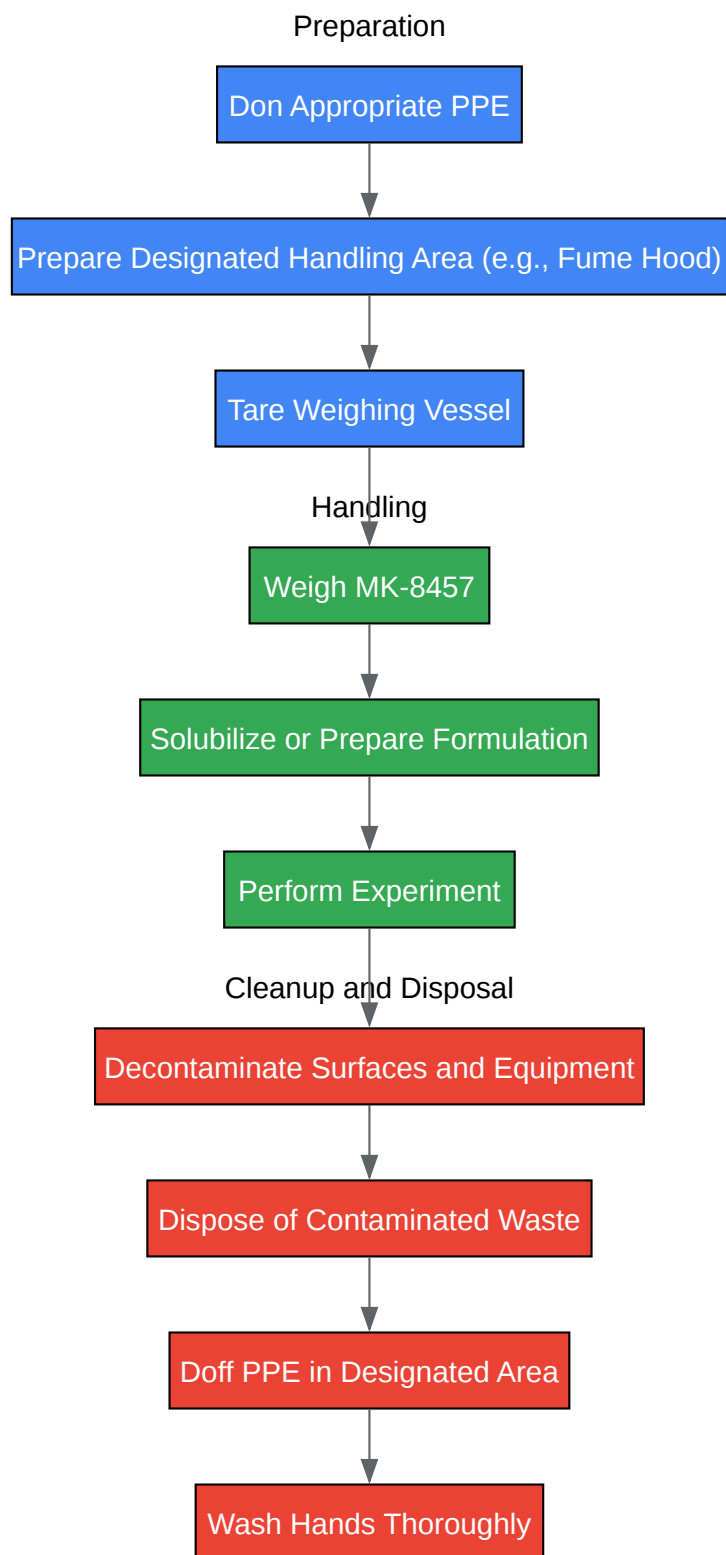 Preparation
Don Appropriate PPE
Prepare Designated Handling Area (e.g., Fume Hood)
Tare Weighing Vessel
Handling
Weigh MK-8457
Solubilize or Prepare Formulation
Perform Experiment
Cleanup and Disposal
Decontaminate Surfaces and Equipment
Dispose of Contaminated Waste
Doff PPE in Designated Area
Wash Hands Thoroughly